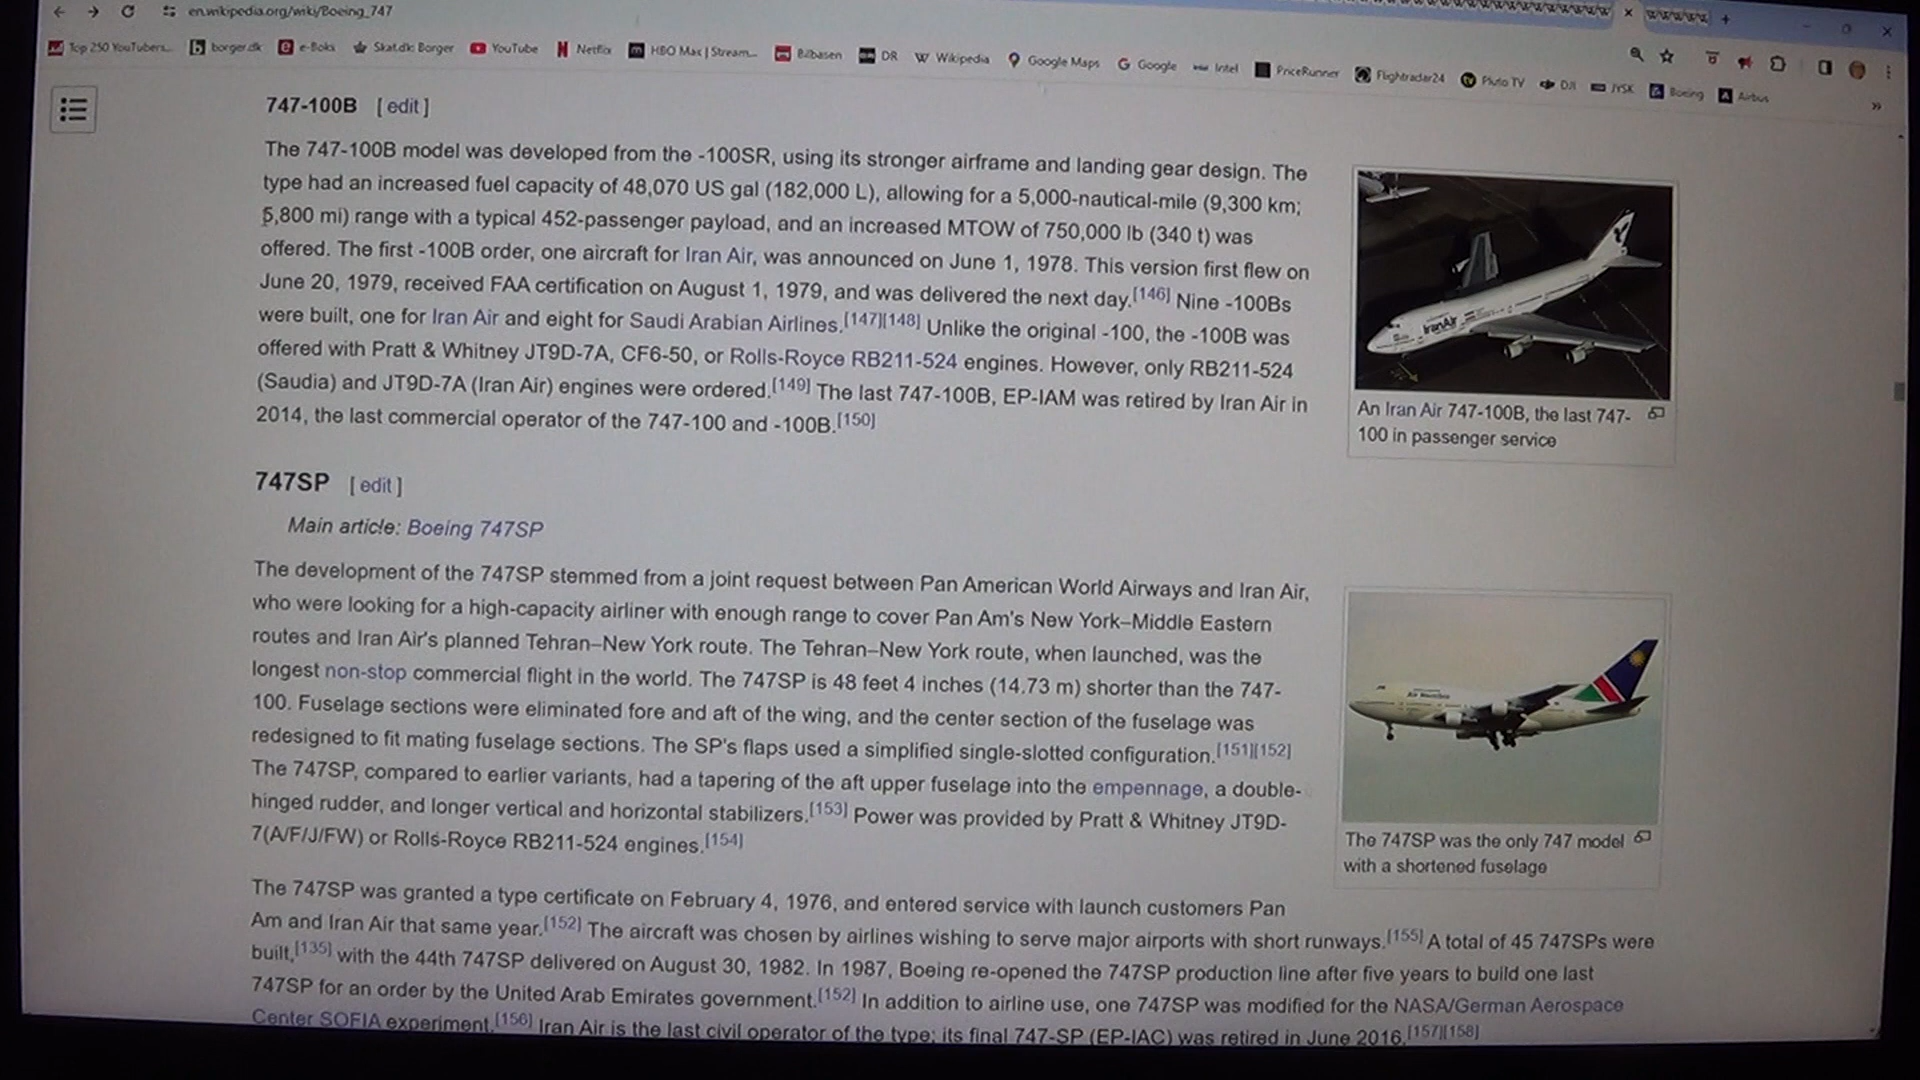 en.wikipedia.org/wiki/Boeing_747
Top 250 YouTubers... borger.dk e-Boks Skat.dk: Borger YouTube Netflix HBO Max | Stream... Bilbasen DR Wikipedia Google Maps Google Intel PriceRunner Flightradar24 Pluto TV DJI JYSK Boeing Airbus
747-100B [ edit ]
The 747-100B model was developed from the -100SR, using its stronger airframe and landing gear design. The
type had an increased fuel capacity of 48,070 US gal (182,000 L), allowing for a 5,000-nautical-mile (9,300 km;
5,800 mi) range with a typical 452-passenger payload, and an increased MTOW of 750,000 lb (340 t) was
offered. The first -100B order, one aircraft for Iran Air, was announced on June 1, 1978. This version first flew on
June 20, 1979, received FAA certification on August 1, 1979, and was delivered the next day.[146] Nine -100Bs
were built, one for Iran Air and eight for Saudi Arabian Airlines.[147][148] Unlike the original -100, the -100B was
offered with Pratt & Whitney JT9D-7A, CF6-50, or Rolls-Royce RB211-524 engines. However, only RB211-524
(Saudia) and JT9D-7A (Iran Air) engines were ordered.[149] The last 747-100B, EP-IAM was retired by Iran Air in
2014, the last commercial operator of the 747-100 and -100B.[150]
IranAir
An Iran Air 747-100B, the last 747-
100 in passenger service
747SP [ edit ]
Main article: Boeing 747SP
The development of the 747SP stemmed from a joint request between Pan American World Airways and Iran Air,
who were looking for a high-capacity airliner with enough range to cover Pan Am's New York–Middle Eastern
routes and Iran Air's planned Tehran–New York route. The Tehran–New York route, when launched, was the
longest non-stop commercial flight in the world. The 747SP is 48 feet 4 inches (14.73 m) shorter than the 747-
100. Fuselage sections were eliminated fore and aft of the wing, and the center section of the fuselage was
redesigned to fit mating fuselage sections. The SP's flaps used a simplified single-slotted configuration.[151][152]
The 747SP, compared to earlier variants, had a tapering of the aft upper fuselage into the empennage, a double-
hinged rudder, and longer vertical and horizontal stabilizers.[153] Power was provided by Pratt & Whitney JT9D-
7(A/F/J/FW) or Rolls-Royce RB211-524 engines.[154]
Air Namibia
The 747SP was the only 747 model
with a shortened fuselage
The 747SP was granted a type certificate on February 4, 1976, and entered service with launch customers Pan
Am and Iran Air that same year.[152] The aircraft was chosen by airlines wishing to serve major airports with short runways.[155] A total of 45 747SPs were
built,[135] with the 44th 747SP delivered on August 30, 1982. In 1987, Boeing re-opened the 747SP production line after five years to build one last
747SP for an order by the United Arab Emirates government.[152] In addition to airline use, one 747SP was modified for the NASA/German Aerospace
Center SOFIA experiment.[156] Iran Air is the last civil operator of the type; its final 747-SP (EP-IAC) was retired in June 2016.[157][158]